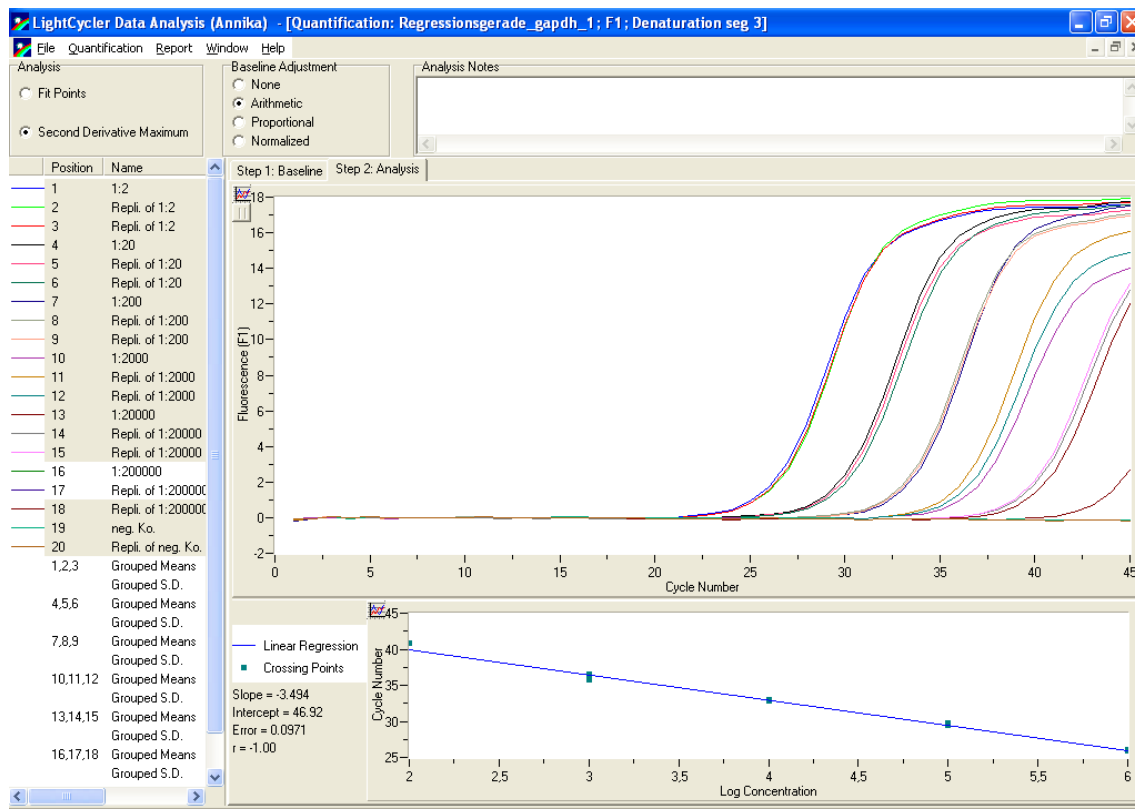 LightCycler Data Analysis (Annika) - [Quantification: Regressionsgerade_gapdh_1; F1; Denaturation seg 3]
File Quantification Report Window Help
Analysis
Fit Points
Second Derivative Maximum
Baseline Adjustment
None
Arithmetic
Proportional
Normalized
Analysis Notes
Position Name
1 1:2
2 Repli. of 1:2
3 Repli. of 1:2
4 1:20
5 Repli. of 1:20
6 Repli. of 1:20
7 1:200
8 Repli. of 1:200
9 Repli. of 1:200
10 1:2000
11 Repli. of 1:2000
12 Repli. of 1:2000
13 1:20000
14 Repli. of 1:20000
15 Repli. of 1:20000
16 1:200000
17 Repli. of 1:200000
18 Repli. of 1:200000
19 neg. Ko.
20 Repli. of neg. Ko.
1,2,3 Grouped Means
Grouped S.D.
4,5,6 Grouped Means
Grouped S.D.
7,8,9 Grouped Means
Grouped S.D.
10,11,12 Grouped Means
Grouped S.D.
13,14,15 Grouped Means
Grouped S.D.
16,17,18 Grouped Means
Grouped S.D.
Step 1: Baseline Step 2: Analysis
18
16
14
12
10
8
6
4
2
0
-2
Fluorescence (F1)
0 5 10 15 20 25 30 35 40 45
Cycle Number
Linear Regression
Crossing Points
Slope = -3.494
Intercept = 46.92
Error = 0.0971
r = -1.00
45
40
35
30
25
Cycle Number
2 2,5 3 3,5 4 4,5 5 5,5 6
Log Concentration